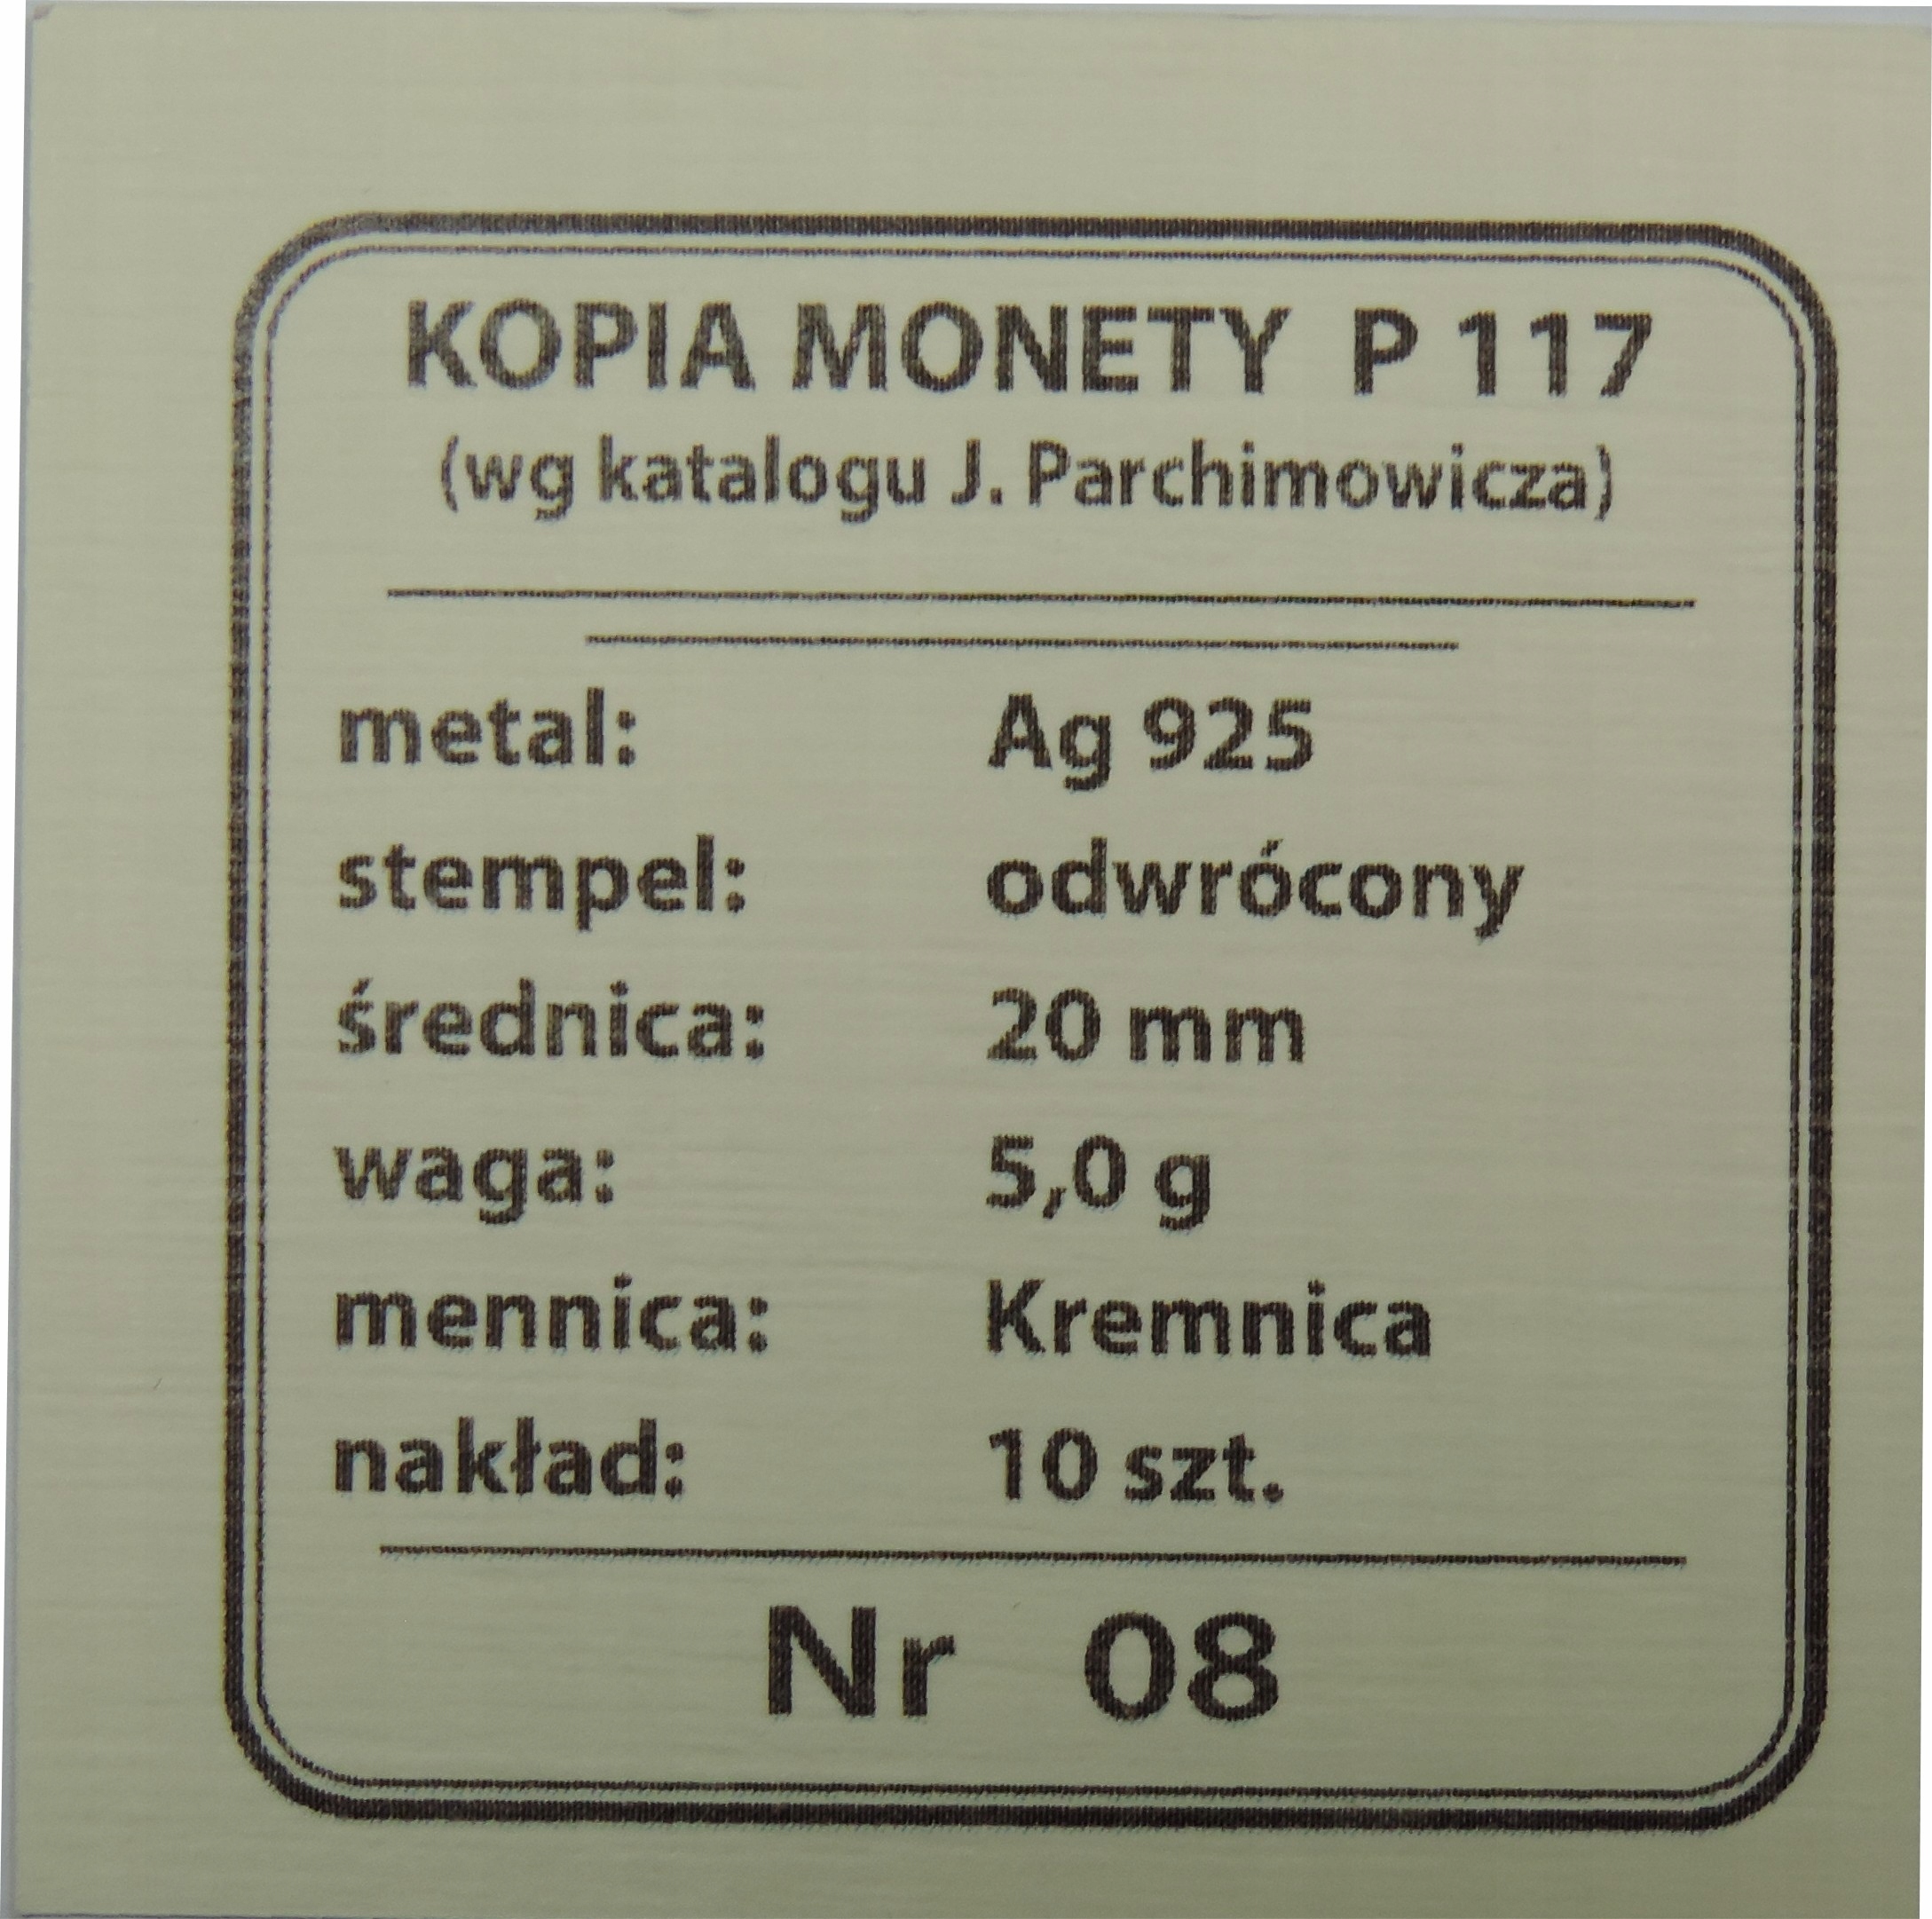 KOPIA MONETY P 117
(wg katalogu J. Parchimowicza)
metal: Ag 925
stempel: odwrócony
średnica: 20 mm
waga: 5,0 g
mennica: Kremnica
nakład: 10 szt.
Nr 08